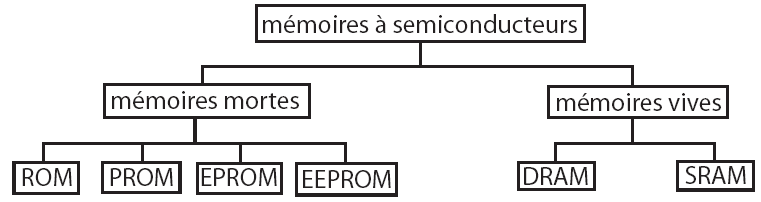 mémoires à semiconducteurs
mémoires mortes
mémoires vives
ROM
PROM
EPROM
EEPROM
DRAM
SRAM